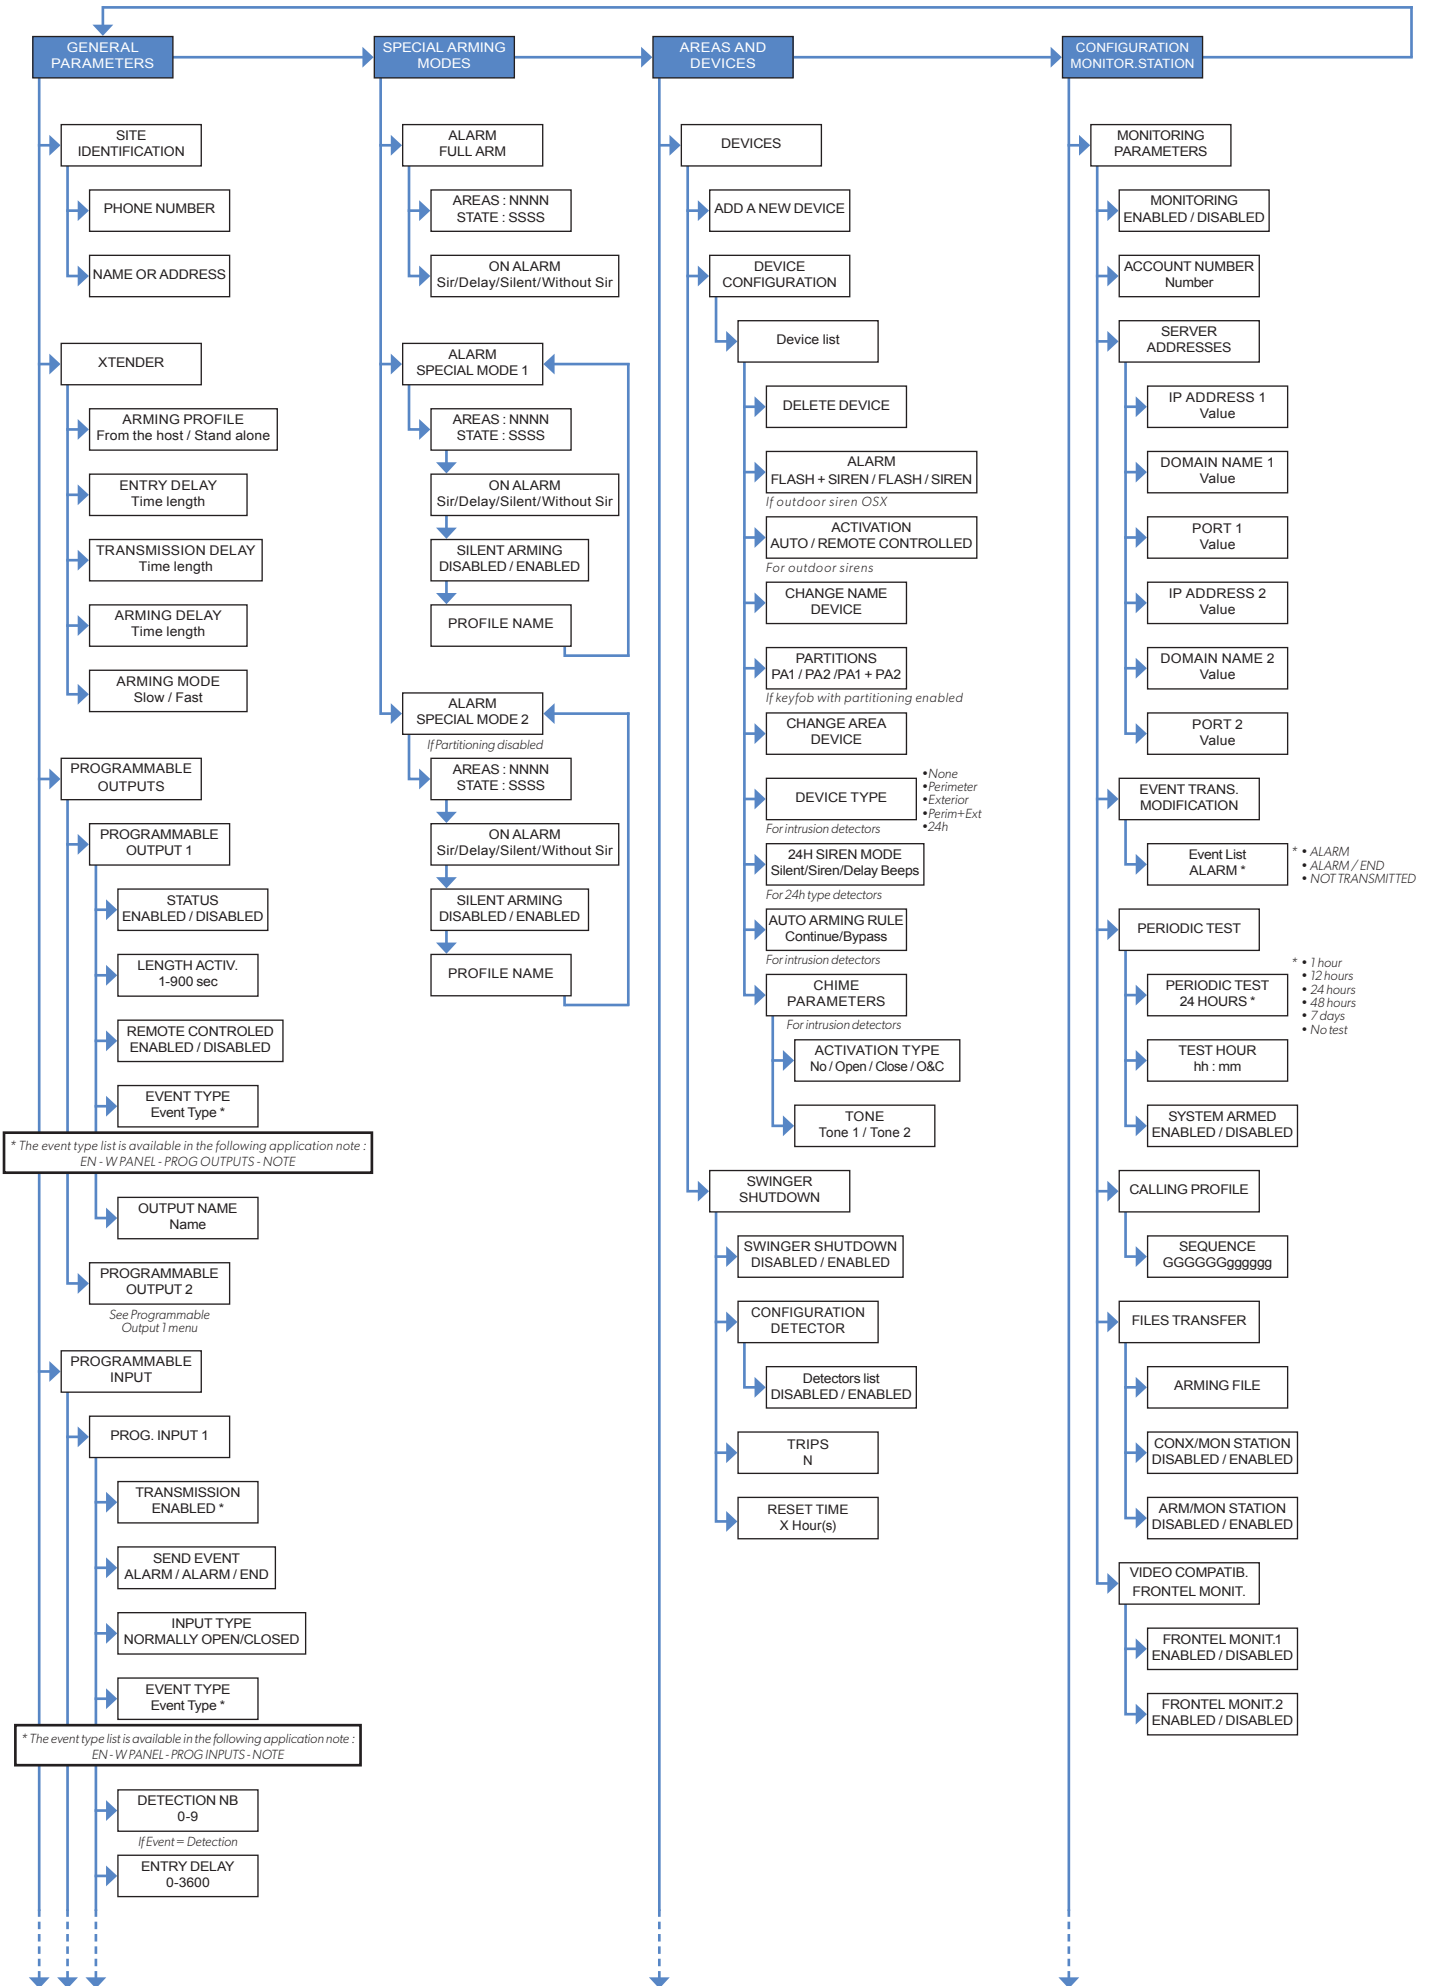 GENERAL
PARAMETERS
SITE
IDENTIFICATION
PHONE NUMBER
NAME OR ADDRESS
XTENDER
ARMING PROFILE
From the host / Stand alone
ENTRY DELAY
Time length
TRANSMISSION DELAY
Time length
ARMING DELAY
Time length
ARMING MODE
Slow / Fast
PROGRAMMABLE
OUTPUTS
PROGRAMMABLE
OUTPUT 1
STATUS
ENABLED / DISABLED
LENGTH ACTIV.
1-900 sec
REMOTE CONTROLED
ENABLED / DISABLED
EVENT TYPE
Event Type *
* The event type list is available in the following application note :
EN - W PANEL - PROG OUTPUTS - NOTE
OUTPUT NAME
Name
PROGRAMMABLE
OUTPUT 2
See Programmable
Output 1 menu
PROGRAMMABLE
INPUT
PROG. INPUT 1
TRANSMISSION
ENABLED *
SEND EVENT
ALARM / ALARM / END
INPUT TYPE
NORMALLY OPEN/CLOSED
EVENT TYPE
Event Type *
* The event type list is available in the following application note :
EN - W PANEL - PROG INPUTS - NOTE
DETECTION NB
0-9
If Event = Detection
ENTRY DELAY
0-3600
SPECIAL ARMING
MODES
ALARM
FULL ARM
AREAS : NNNN
STATE : SSSS
ON ALARM
Sir/Delay/Silent/Without Sir
ALARM
SPECIAL MODE 1
AREAS : NNNN
STATE : SSSS
ON ALARM
Sir/Delay/Silent/Without Sir
SILENT ARMING
DISABLED / ENABLED
PROFILE NAME
ALARM
SPECIAL MODE 2
If Partitioning disabled
AREAS : NNNN
STATE : SSSS
ON ALARM
Sir/Delay/Silent/Without Sir
SILENT ARMING
DISABLED / ENABLED
PROFILE NAME
AREAS AND
DEVICES
DEVICES
ADD A NEW DEVICE
DEVICE
CONFIGURATION
Device list
DELETE DEVICE
ALARM
FLASH + SIREN / FLASH / SIREN
If outdoor siren OSX
ACTIVATION
AUTO / REMOTE CONTROLLED
For outdoor sirens
CHANGE NAME
DEVICE
PARTITIONS
PA1 / PA2 /PA1 + PA2
If keyfob with partitioning enabled
CHANGE AREA
DEVICE
DEVICE TYPE
•None
•Perimeter
•Exterior
•Perim+Ext
•24h
For intrusion detectors
24H SIREN MODE
Silent/Siren/Delay Beeps
For 24h type detectors
AUTO ARMING RULE
Continue/Bypass
For intrusion detectors
CHIME
PARAMETERS
For intrusion detectors
ACTIVATION TYPE
No / Open / Close / O&C
TONE
Tone 1 / Tone 2
SWINGER
SHUTDOWN
SWINGER SHUTDOWN
DISABLED / ENABLED
CONFIGURATION
DETECTOR
Detectors list
DISABLED / ENABLED
TRIPS
N
RESET TIME
X Hour(s)
CONFIGURATION
MONITOR.STATION
MONITORING
PARAMETERS
MONITORING
ENABLED / DISABLED
ACCOUNT NUMBER
Number
SERVER
ADDRESSES
IP ADDRESS 1
Value
DOMAIN NAME 1
Value
PORT 1
Value
IP ADDRESS 2
Value
DOMAIN NAME 2
Value
PORT 2
Value
EVENT TRANS.
MODIFICATION
Event List
ALARM *
* • ALARM
• ALARM / END
• NOT TRANSMITTED
PERIODIC TEST
PERIODIC TEST
24 HOURS *
* • 1 hour
• 12 hours
• 24 hours
• 48 hours
• 7 days
• No test
TEST HOUR
hh : mm
SYSTEM ARMED
ENABLED / DISABLED
CALLING PROFILE
SEQUENCE
GGGGGGgggggg
FILES TRANSFER
ARMING FILE
CONX/MON STATION
DISABLED / ENABLED
ARM/MON STATION
DISABLED / ENABLED
VIDEO COMPATIB.
FRONTEL MONIT.
FRONTEL MONIT.1
ENABLED / DISABLED
FRONTEL MONIT.2
ENABLED / DISABLED